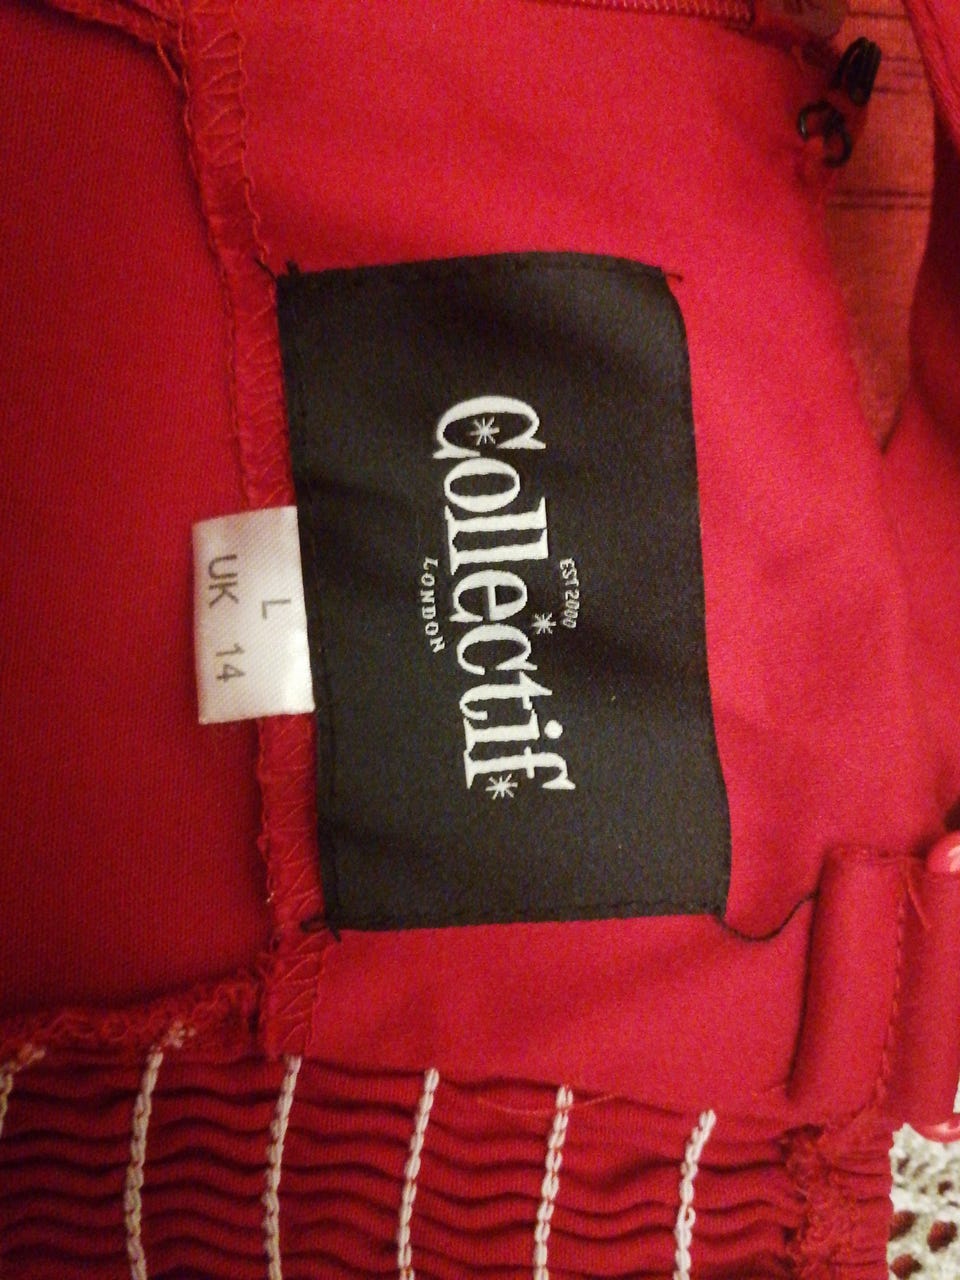 EST 2000
Collectif
LONDON
L
UK 14